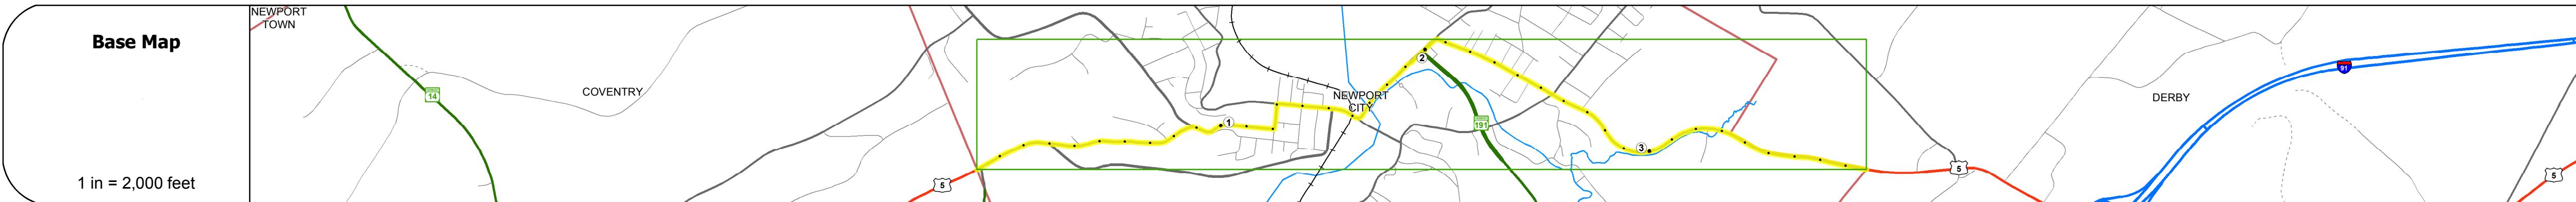 Base Map
1 in = 2,000 feet
NEWPORT
TOWN
14
COVENTRY
5
1
NEWPORT
CITY
2
191
3
5
DERBY
91
5